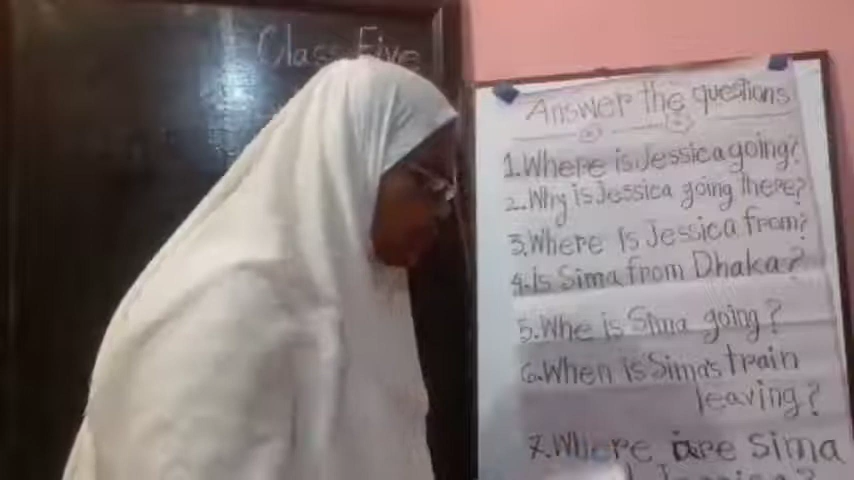 Class Five
Answer the questions
1.Where is Jessica going?
2.Why is Jessica going there?
3.Where is Jessica from?
4.Is Sima from Dhaka?
5.Whe is Sima going?
6.When is Sima's train
leaving?
7.Where are Sima
Jessica?